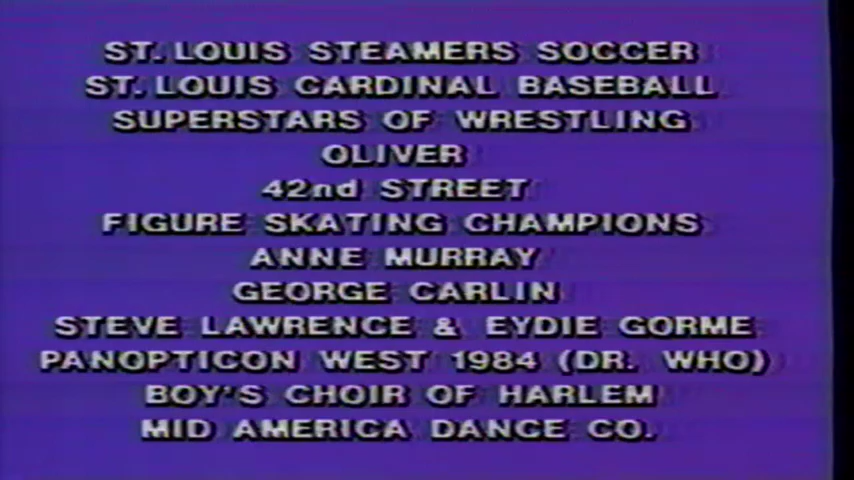 ST. LOUIS STEAMERS SOCCER
ST. LOUIS CARDINAL BASEBALL
SUPERSTARS OF WRESTLING
OLIVER
42nd STREET
FIGURE SKATING CHAMPIONS
ANNE MURRAY
GEORGE CARLIN
STEVE LAWRENCE & EYDIE GORME
PANOPTICON WEST 1984 (DR. WHO)
BOY'S CHOIR OF HARLEM
MID AMERICA DANCE CO.